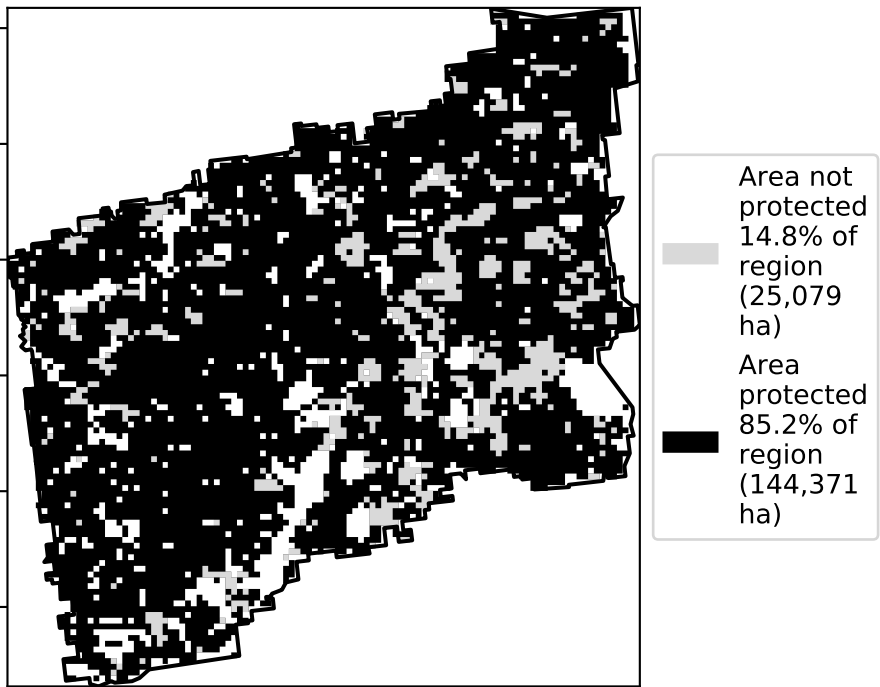 Area not
protected
14.8% of
region
(25,079
ha)
Area
protected
85.2% of
region
(144,371
ha)